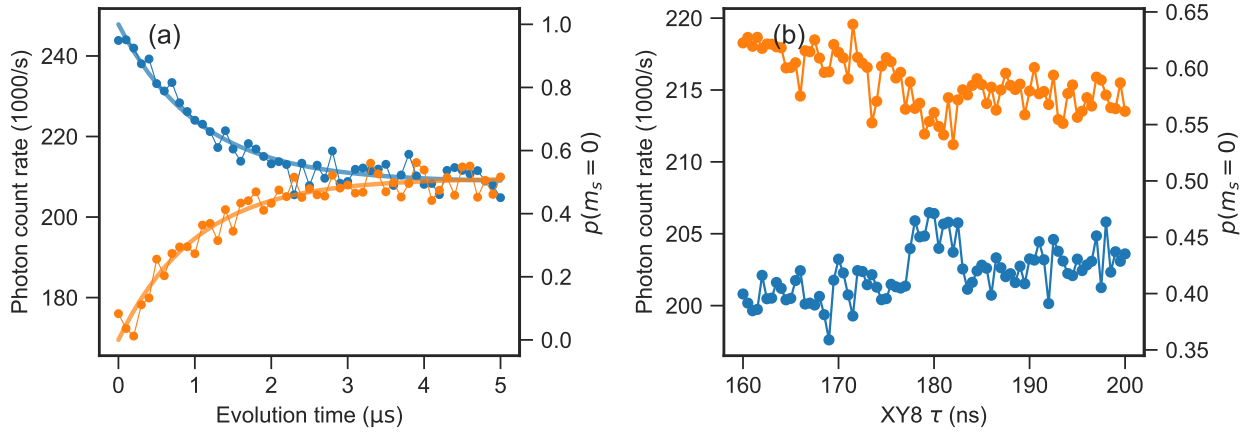 (a)
Photon count rate (1000/s)
240
220
200
180
1.0
0.8
0.6
0.4
0.2
0.0
p(mₛ = 0)
0 1 2 3 4 5
Evolution time (μs)
(b)
Photon count rate (1000/s)
220
215
210
205
200
0.65
0.60
0.55
0.50
0.45
0.40
0.35
p(mₛ = 0)
160 170 180 190 200
XY8 τ (ns)